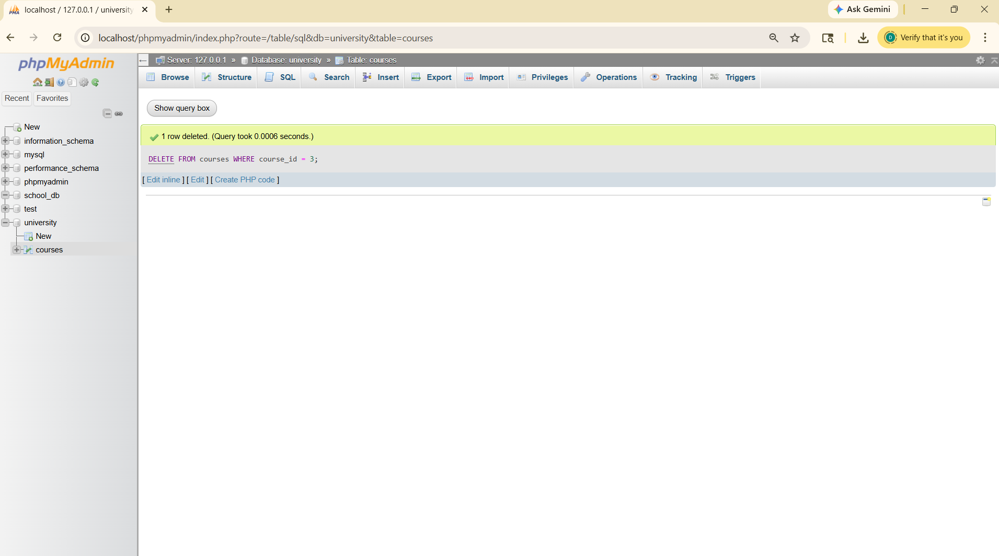 localhost / 127.0.0.1 / university
Ask Gemini
localhost/phpmyadmin/index.php?route=/table/sql&db=university&table=courses
D Verify that it's you
phpMyAdmin
Recent Favorites
New
information_schema
mysql
performance_schema
phpmyadmin
school_db
test
university
New
courses
Server: 127.0.0.1 » Database: university » Table: courses
Browse Structure SQL Search Insert Export Import Privileges Operations Tracking Triggers
Show query box
1 row deleted. (Query took 0.0006 seconds.)
DELETE FROM courses WHERE course_id = 3;
[ Edit inline ] [ Edit ] [ Create PHP code ]